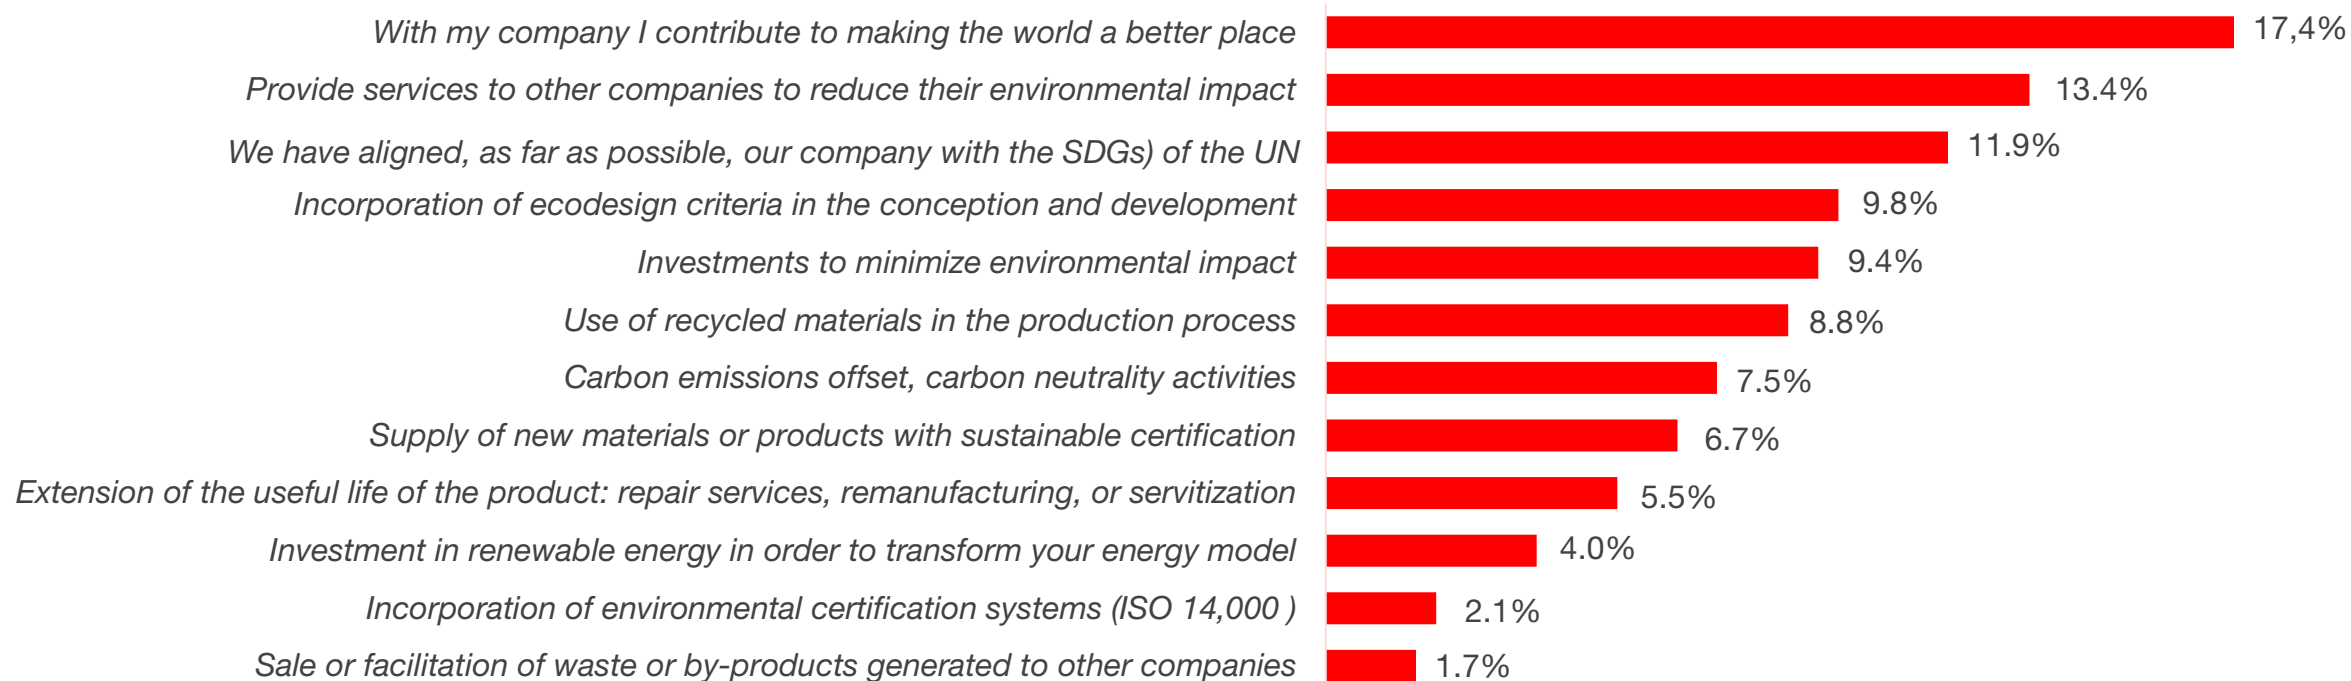 With my company I contribute to making the world a better place 17,4%
Provide services to other companies to reduce their environmental impact 13.4%
We have aligned, as far as possible, our company with the SDGs) of the UN 11.9%
Incorporation of ecodesign criteria in the conception and development 9.8%
Investments to minimize environmental impact 9.4%
Use of recycled materials in the production process 8.8%
Carbon emissions offset, carbon neutrality activities 7.5%
Supply of new materials or products with sustainable certification 6.7%
Extension of the useful life of the product: repair services, remanufacturing, or servitization 5.5%
Investment in renewable energy in order to transform your energy model 4.0%
Incorporation of environmental certification systems (ISO 14,000 ) 2.1%
Sale or facilitation of waste or by-products generated to other companies 1.7%